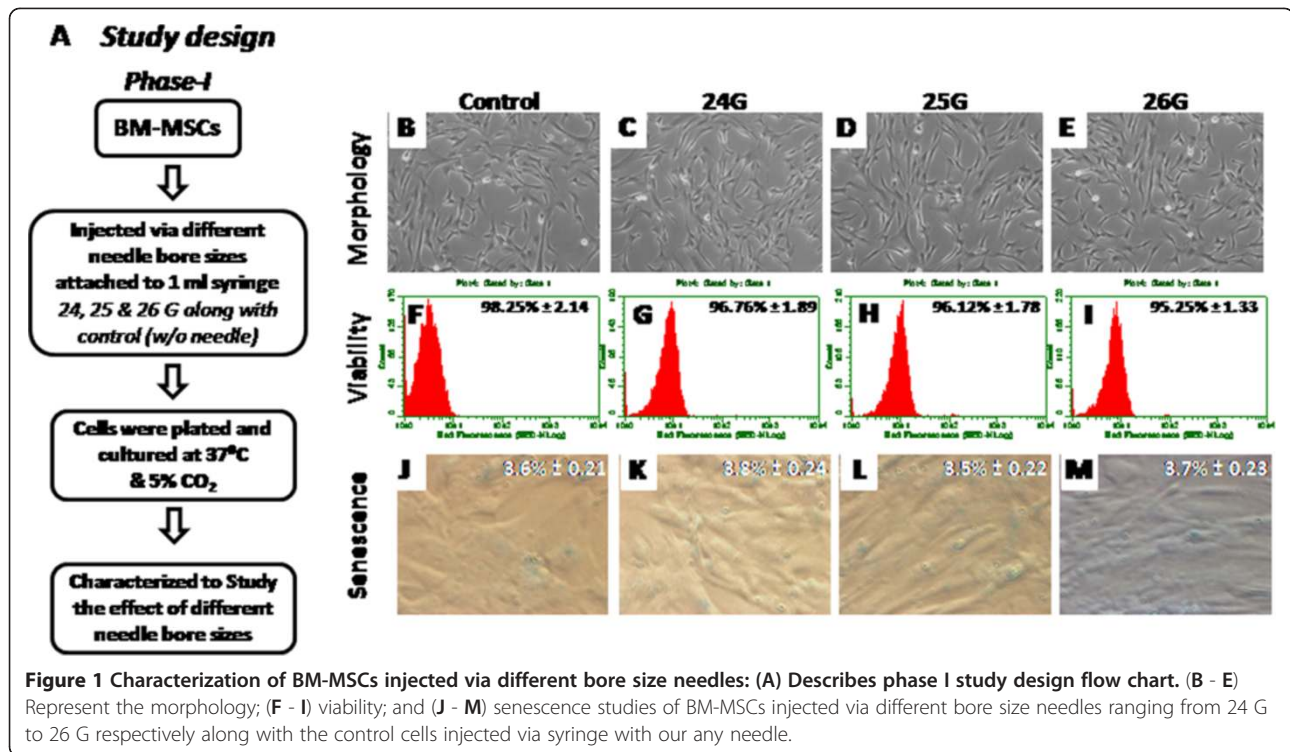 A Study design
Phase-I
BM-MSCs
Injected via different
needle bore sizes
attached to 1 ml syringe
24, 25 & 26 G along with
control (w/o needle)
Cells were plated and
cultured at 37⁰C
& 5% CO₂
Characterized to Study
the effect of different
needle bore sizes
Control 24G 25G 26G
Morphology
B C D E
Viability
F 98.25% ± 2.14
G 96.76% ±1.89
H 96.12% ±1.78
I 95.25% ±1.33
Senescence
J 3.6% ± 0.21
K 3.8% ± 0.24
L 3.5% ± 0.22
M 3.7% ± 0.23
Figure 1 Characterization of BM-MSCs injected via different bore size needles: (A) Describes phase I study design flow chart. (B - E)
Represent the morphology; (F - I) viability; and (J - M) senescence studies of BM-MSCs injected via different bore size needles ranging from 24 G
to 26 G respectively along with the control cells injected via syringe with our any needle.